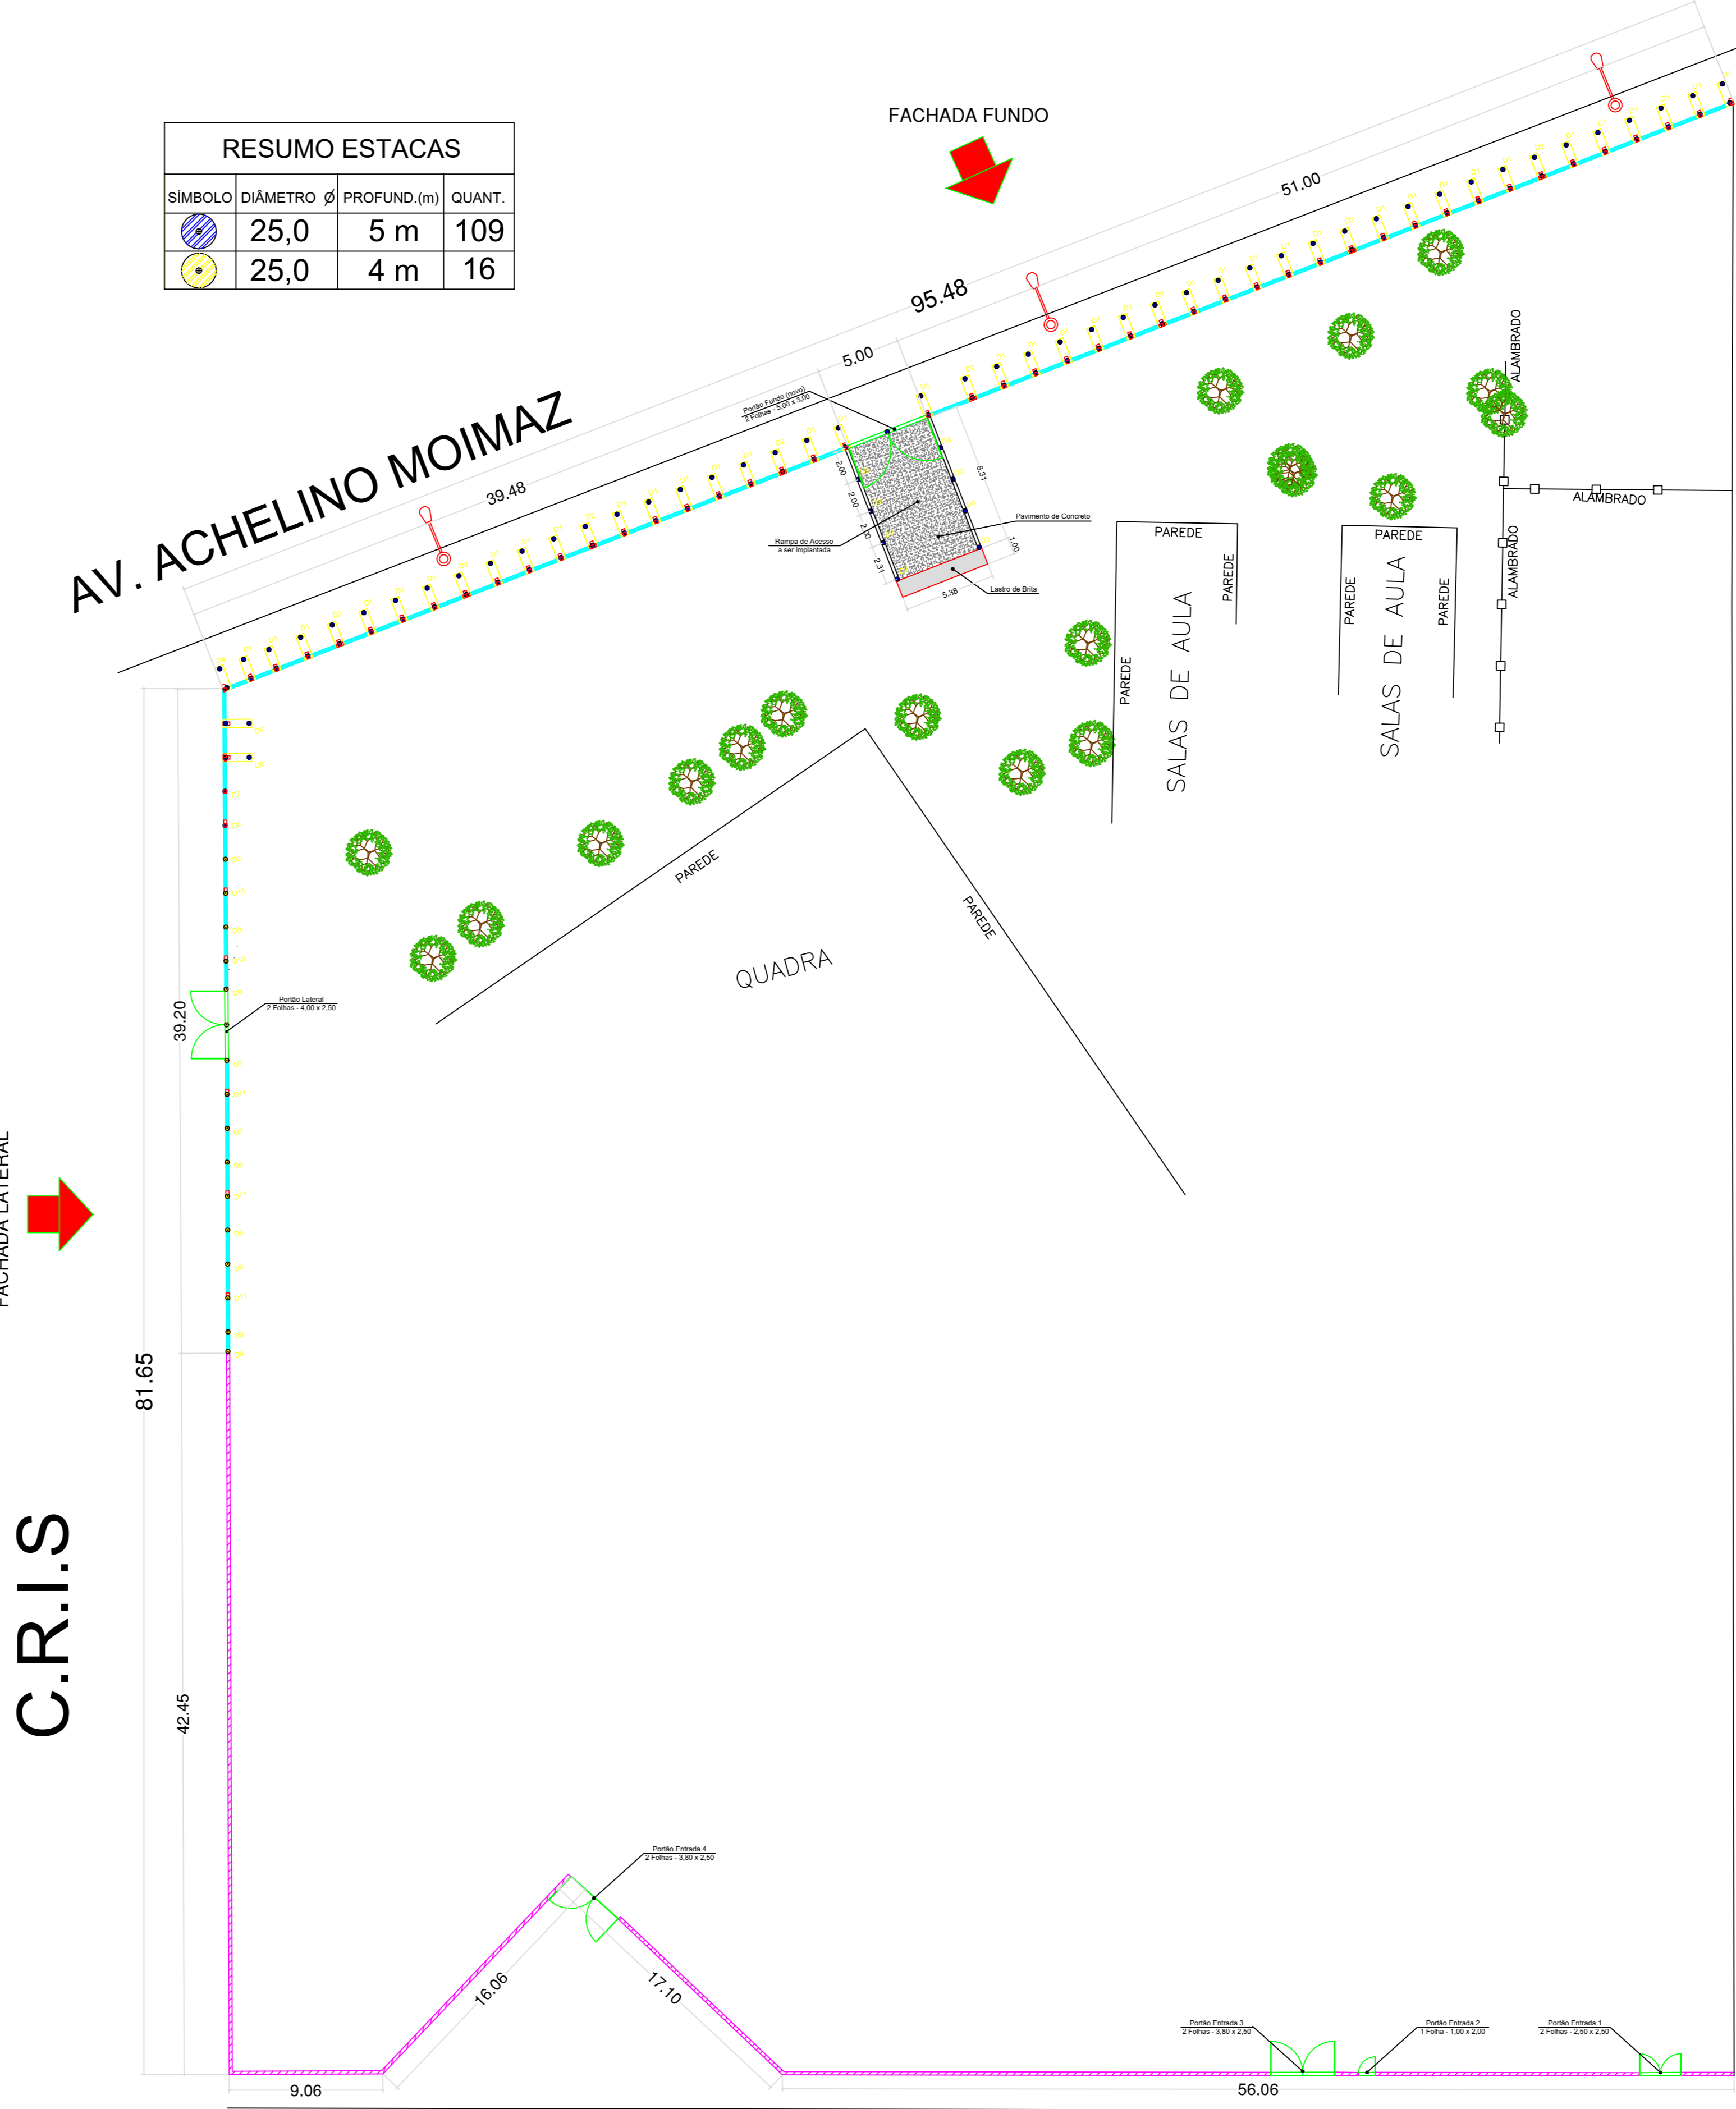 FACHADA FUNDO
RESUMO ESTACAS
SÍMBOLO DIÂMETRO Ø PROFUND.(m) QUANT.
25,0 5 m 109
25,0 4 m 16
51.00
95.48
5.00
39.48
AV. ACHELINO MOIMAZ
Portão Fundo (novo)
2 Folhas - 5,00 x 3,00
2.00
2.00
2.00
2.31
8.31
1.00
5.38
Rampa de Acesso
a ser implantada
Pavimento de Concreto
Lastro de Brita
ALAMBRADO
ALAMBRADO
ALAMBRADO
PAREDE
PAREDE
PAREDE
SALAS DE AULA
PAREDE
PAREDE
PAREDE
SALAS DE AULA
PAREDE
PAREDE
QUADRA
Portão Lateral
2 Folhas - 4,00 x 2,50
39.20
FACHADA LATERAL
81.65
C.R.I.S
42.45
Portão Entrada 4
2 Folhas - 3,80 x 2,50
16.06
17.10
Portão Entrada 3
2 Folhas - 3,80 x 2,50
Portão Entrada 2
1 Folha - 1,00 x 2,00
Portão Entrada 1
2 Folhas - 2,50 x 2,50
9.06
56.06